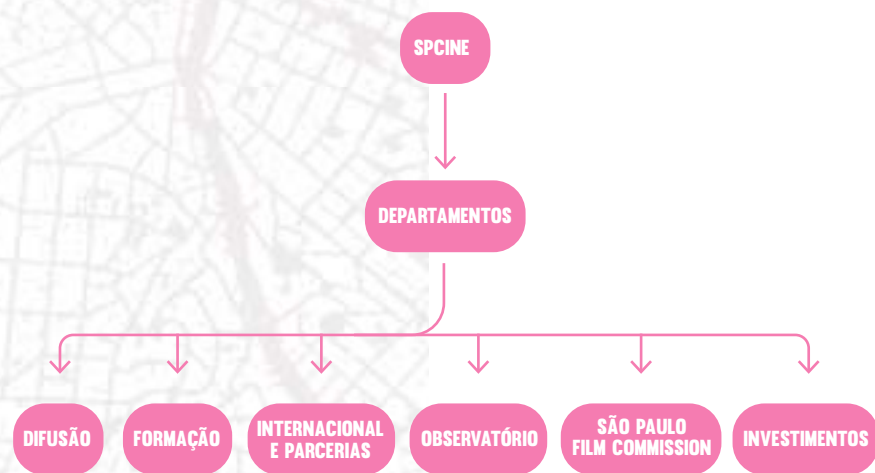 SPCINE
DEPARTAMENTOS
DIFUSÃO
FORMAÇÃO
INTERNACIONAL
E PARCERIAS
OBSERVATÓRIO
SÃO PAULO
FILM COMMISSION
INVESTIMENTOS